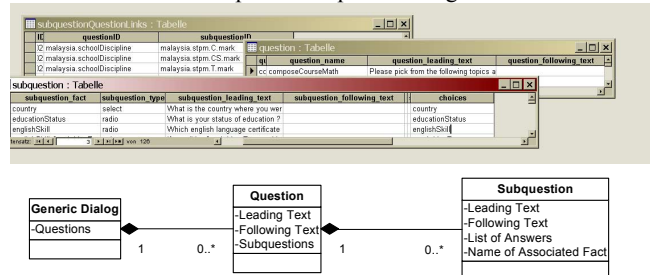 subquestionQuestionLinks : Tabelle
questionID subquestionID
malaysia.schoolDiscipline malaysia.stpm.C.mark
malaysia.schoolDiscipline malaysia.stpm.CS.mark
malaysia.schoolDiscipline malaysia.stpm.T.mark
question : Tabelle
question_name question_leading_text question_following_text
cc composeCourseMath Please pick from the following topics a
subquestion : Tabelle
subquestion_fact subquestion_type subquestion_leading_text subquestion_following_text choices
country select What is the country where you wer country
educationStatus radio What is your status of education ? educationStatus
englishSkill radio Which english language certificate englishSkill
3 von 126
Generic Dialog
-Questions
1 0..*
Question
-Leading Text
-Following Text
-Subquestions
1 0..*
Subquestion
-Leading Text
-Following Text
-List of Answers
-Name of Associated Fact